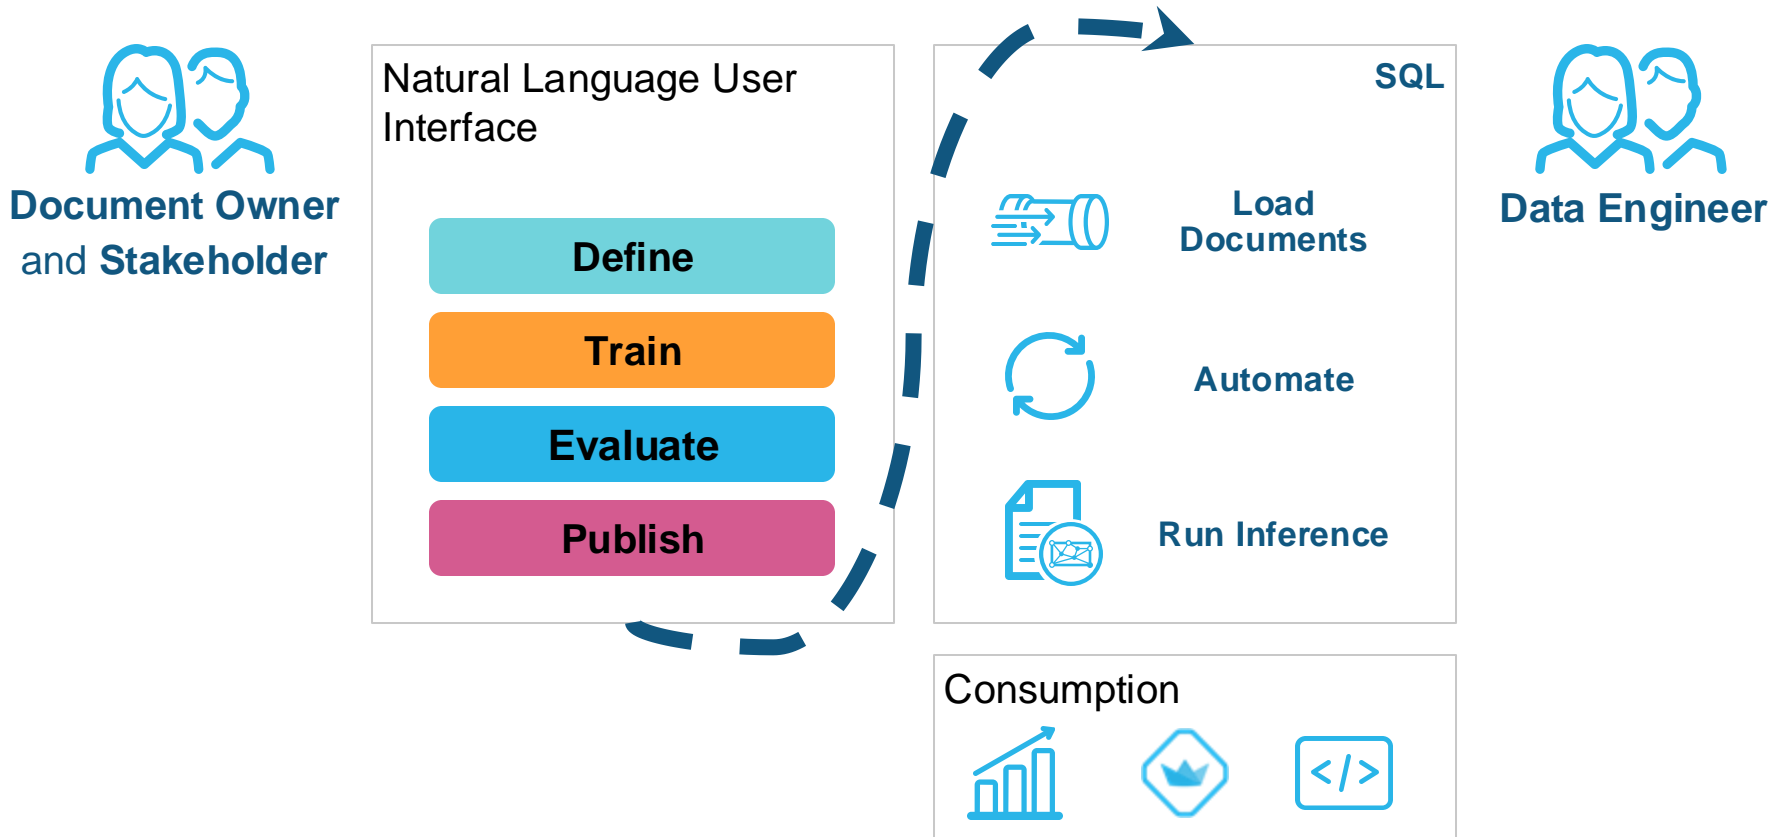 Document Owner
and Stakeholder
Natural Language User
Interface
Define
Train
Evaluate
Publish
SQL
Load
Documents
Automate
Run Inference
Data Engineer
Consumption
</>